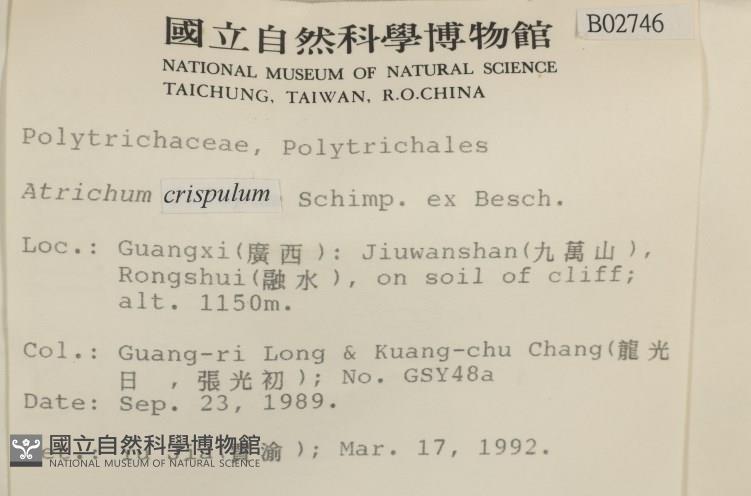 國立自然科學博物館
B02746
NATIONAL MUSEUM OF NATURAL SCIENCE
TAICHUNG, TAIWAN, R.O.CHINA
Polytrichaceae, Polytrichales
Atrichum crispulum Schimp. ex Besch.
Loc.: Guangxi(廣西): Jiuwanshan(九萬山),
Rongshui(融水), on soil of cliff;
alt. 1150m.
Col.: Guang-ri Long & Kuang-chu Chang(龍光
日 , 張光初); No. GSY48a
Date: Sep. 23, 1989.
渝); Mar. 17, 1992.
國立自然科學博物館
NATIONAL MUSEUM OF NATURAL SCIENCE